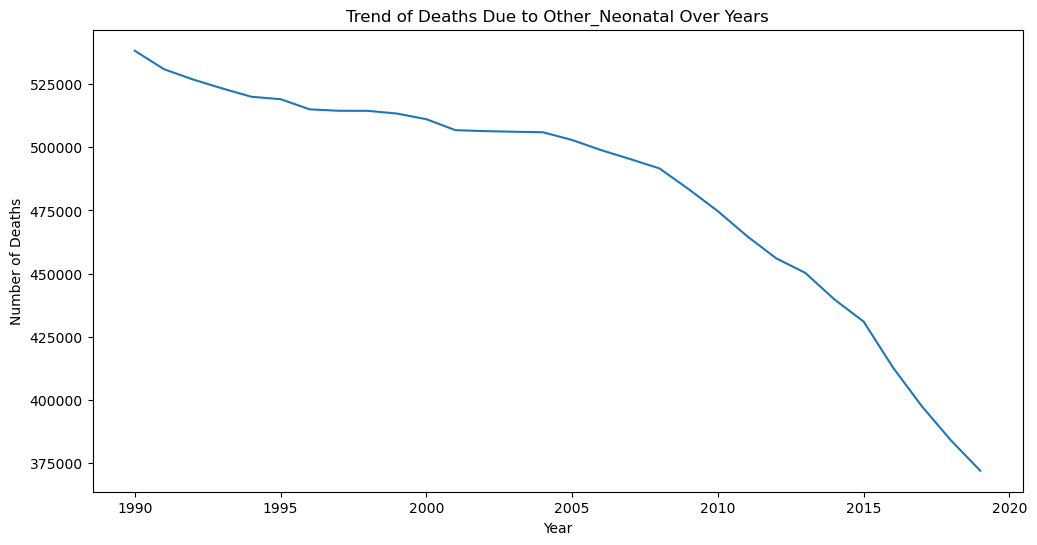 Trend of Deaths Due to Other_Neonatal Over Years
525000
500000
475000
450000
425000
400000
375000
Number of Deaths
1990 1995 2000 2005 2010 2015 2020
Year